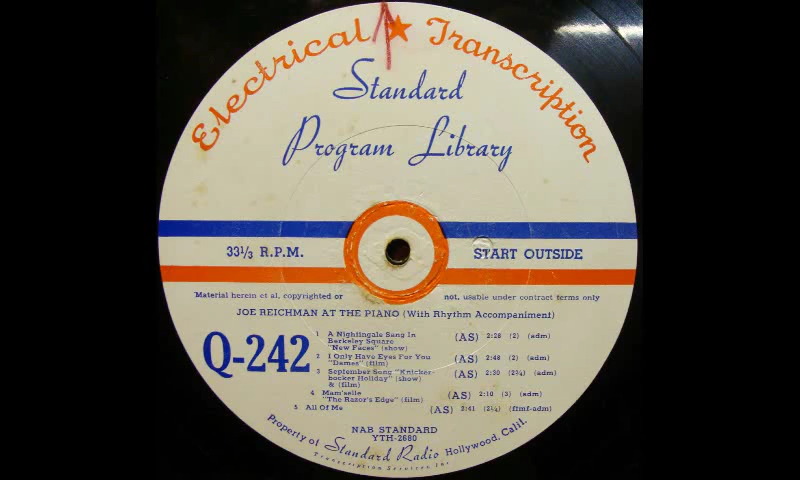 Electrical Transcription
Standard
Program Library
33⅓ R.P.M. START OUTSIDE
Material herein et al, copyrighted or not, usable under contract terms only
JOE REICHMAN AT THE PIANO (With Rhythm Accompaniment)
Q-242
1 A Nightingale Sang In (AS) 2:28 (2) (adm)
Berkeley Square
"New Faces" (show)
2 I Only Have Eyes For You (AS) 2:48 (2) (adm)
"Dames" (film)
3 September Song "Knicker- (AS) 2:30 (2¾) (adm)
bocker Holiday" (show)
& (film)
4 Mam'selle (AS) 2:10 (3) (adm)
"The Razor's Edge" (film)
5 All Of Me (AS) 2:41 (2¼) (ftmf-adm)
NAB STANDARD
YTH-2680
Property of Standard Radio Hollywood, Calif.
Transcription Services Inc